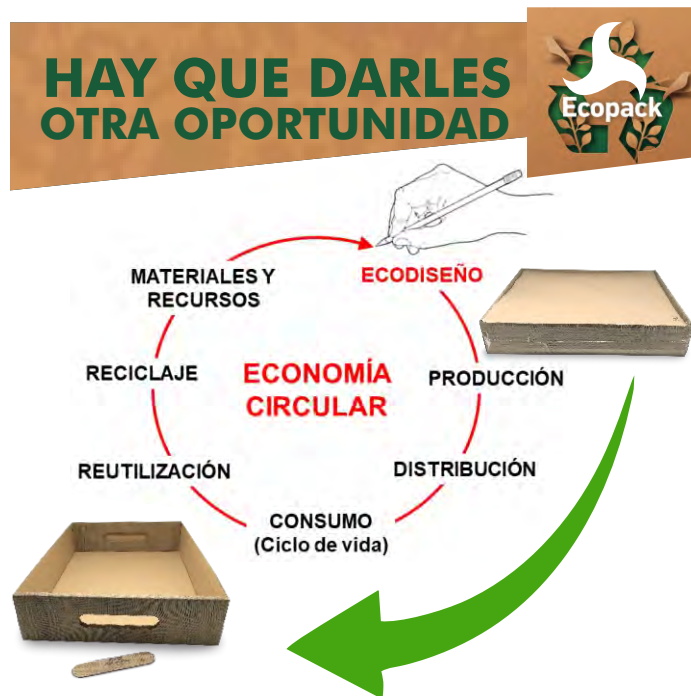 HAY QUE DARLES
OTRA OPORTUNIDAD
Ecopack
ECODISEÑO
MATERIALES Y
RECURSOS
RECICLAJE
ECONOMÍA
CIRCULAR
PRODUCCIÓN
REUTILIZACIÓN
DISTRIBUCIÓN
CONSUMO
(Ciclo de vida)